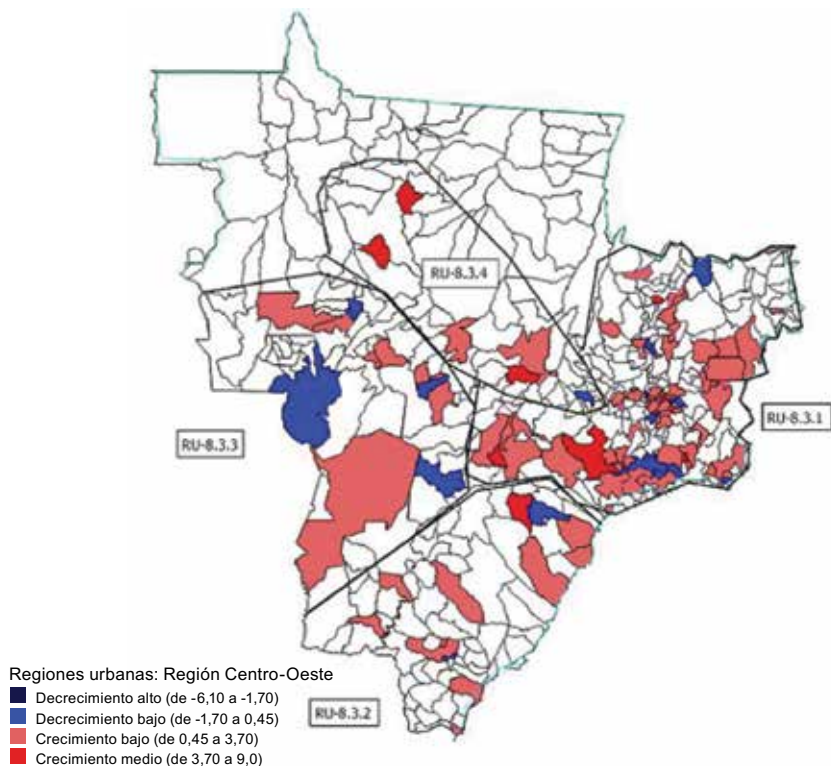 RU-8.3.4
RU-8.3.1
RU-8.3.3
Regiones urbanas: Región Centro-Oeste
Decrecimiento alto (de -6,10 a -1,70)
Decrecimiento bajo (de -1,70 a 0,45)
RU-8.3.2
Crecimiento bajo (de 0,45 a 3,70)
Crecimiento medio (de 3,70 a 9,0)